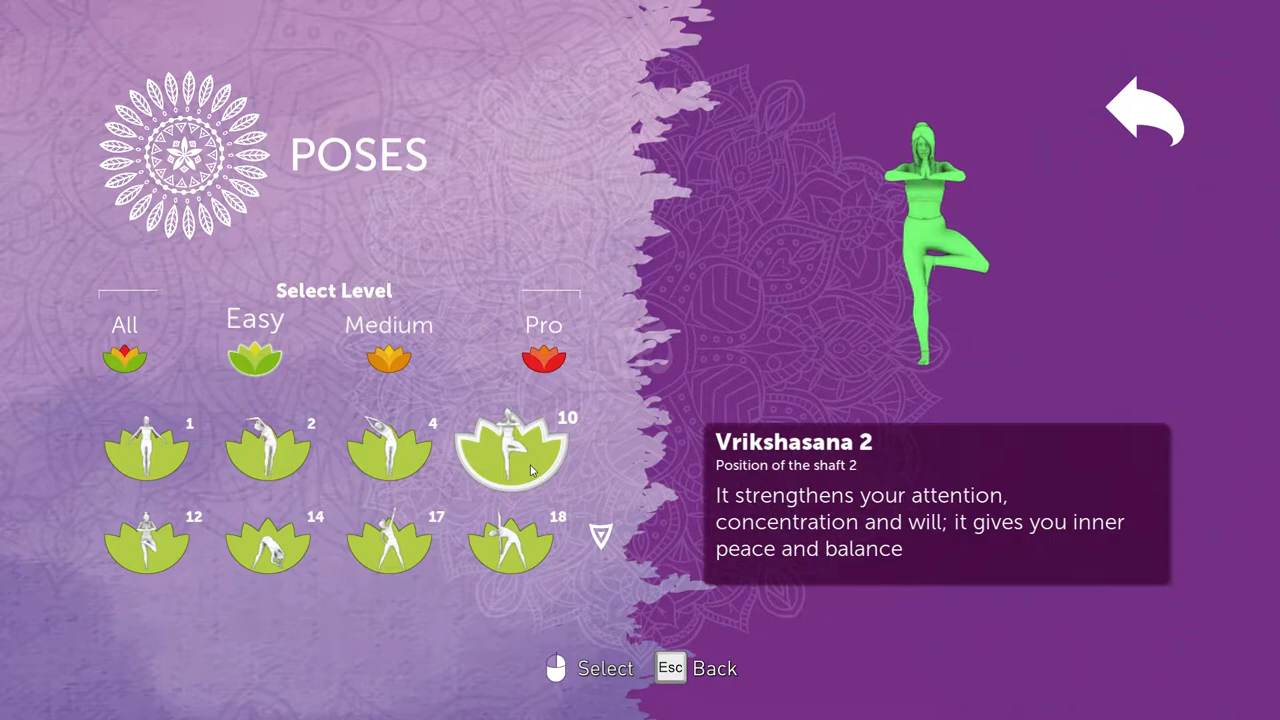 POSES
Select Level
All Easy Medium Pro
1 2 4 10
12 14 17 18
Vrikshasana 2
Position of the shaft 2
It strengthens your attention,
concentration and will; it gives you inner
peace and balance
Select Esc Back